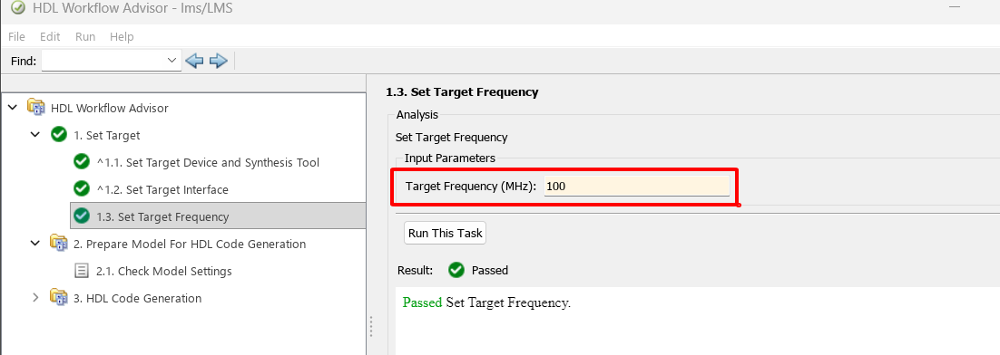 HDL Workflow Advisor - lms/LMS
File Edit Run Help
Find:
HDL Workflow Advisor
1. Set Target
^1.1. Set Target Device and Synthesis Tool
^1.2. Set Target Interface
1.3. Set Target Frequency
2. Prepare Model For HDL Code Generation
2.1. Check Model Settings
3. HDL Code Generation
1.3. Set Target Frequency
Analysis
Set Target Frequency
Input Parameters
Target Frequency (MHz): 100
Run This Task
Result: Passed
Passed Set Target Frequency.